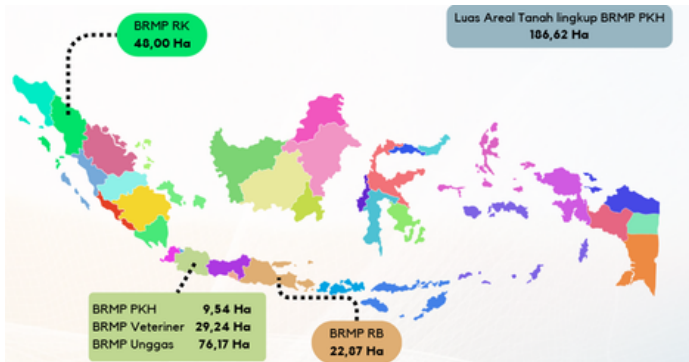 BRMP RK
48,00 Ha
Luas Areal Tanah lingkup BRMP PKH
186,62 Ha
BRMP PKH 9,54 Ha
BRMP Veteriner 29,24 Ha
BRMP Unggas 76,17 Ha
BRMP RB
22,87 Ha